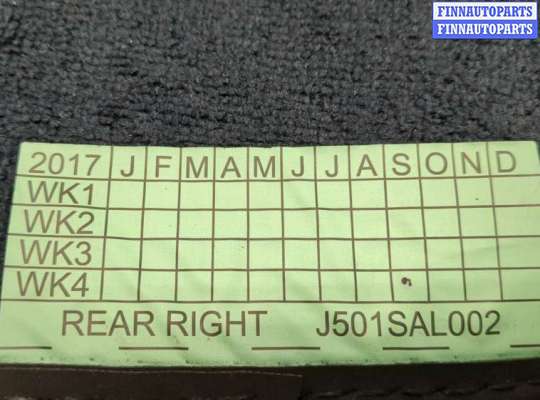 FINNAUTOPARTS
FINNAUTOPARTS
2017 J F M A M J J A S O N D
WK1
WK2
WK3
WK4
REAR RIGHT J501SAL002